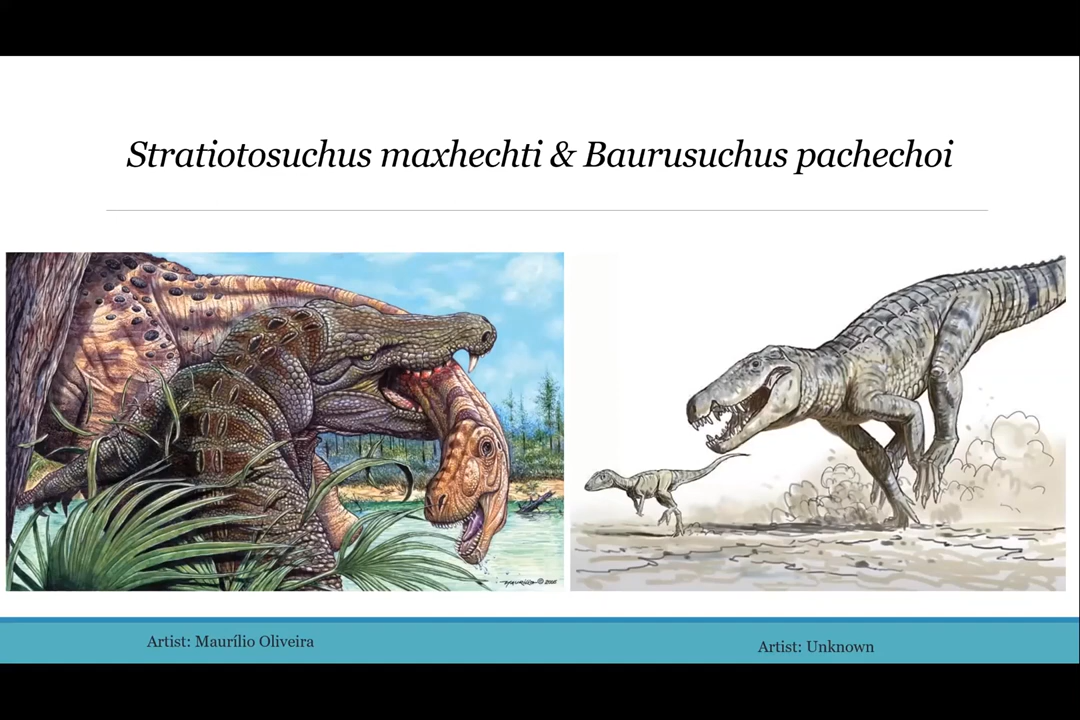 Stratiotosuchus maxhechti & Baurusuchus pachechoi
Artist: Maurílio Oliveira
Artist: Unknown